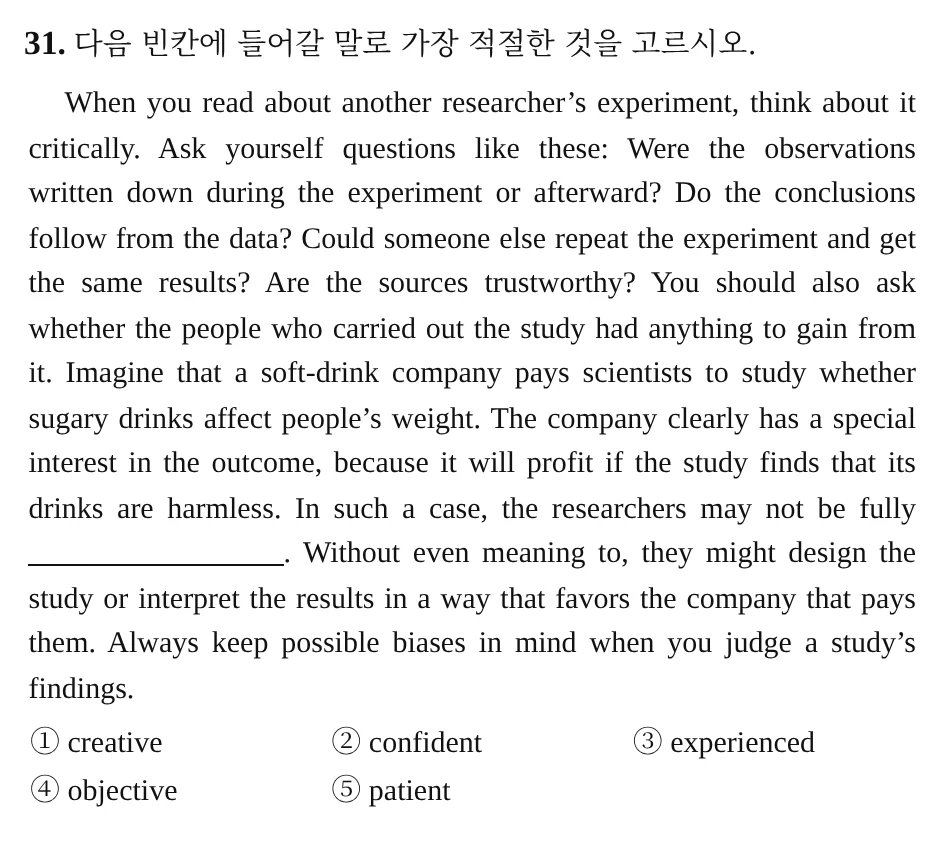 31. 다음 빈칸에 들어갈 말로 가장 적절한 것을 고르시오.
When you read about another researcher’s experiment, think about it
critically. Ask yourself questions like these: Were the observations
written down during the experiment or afterward? Do the conclusions
follow from the data? Could someone else repeat the experiment and get
the same results? Are the sources trustworthy? You should also ask
whether the people who carried out the study had anything to gain from
it. Imagine that a soft-drink company pays scientists to study whether
sugary drinks affect people’s weight. The company clearly has a special
interest in the outcome, because it will profit if the study finds that its
drinks are harmless. In such a case, the researchers may not be fully
_________________. Without even meaning to, they might design the
study or interpret the results in a way that favors the company that pays
them. Always keep possible biases in mind when you judge a study’s
findings.
① creative ② confident ③ experienced
④ objective ⑤ patient